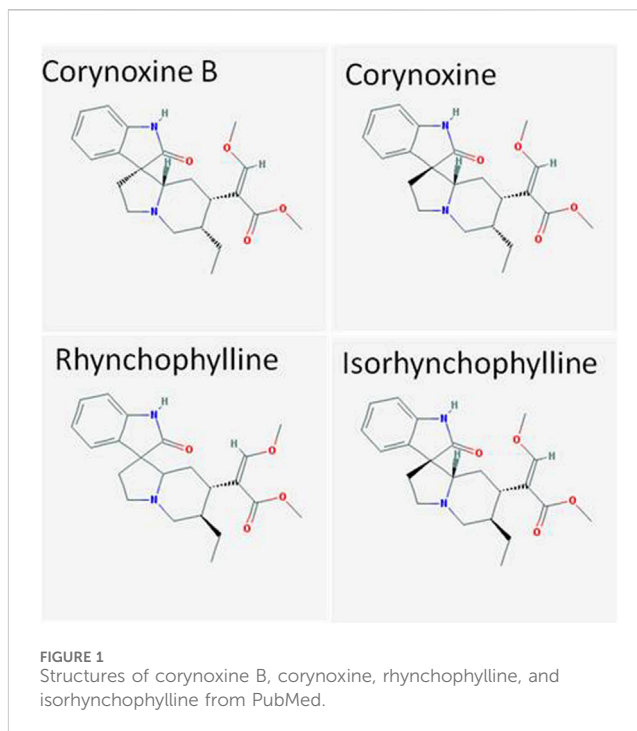 Corynoxine B
Corynoxine
H
N
O
H
O
H
N
O
O
H
N
O
H
O
H
N
O
O
Rhynchophylline
Isorhynchophylline
H
N
O
H
O
N
O
O
H
N
O
H
O
H
N
O
O
FIGURE 1
Structures of corynoxine B, corynoxine, rhynchophylline, and
isorhynchophylline from PubMed.